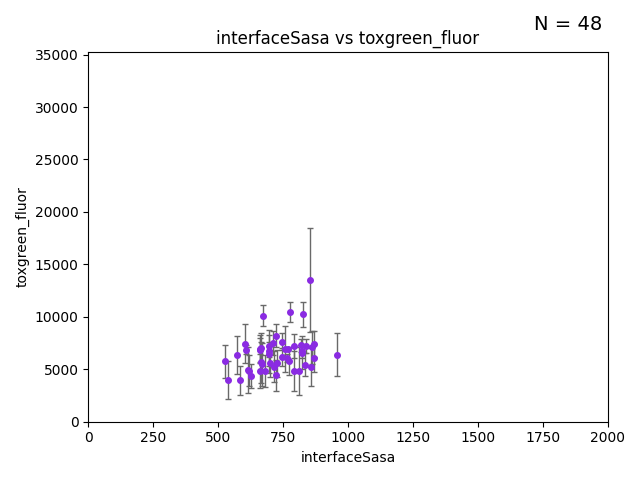 N = 48
interfaceSasa vs toxgreen_fluor
toxgreen_fluor
35000
30000
25000
20000
15000
10000
5000
0
0 250 500 750 1000 1250 1500 1750 2000
interfaceSasa